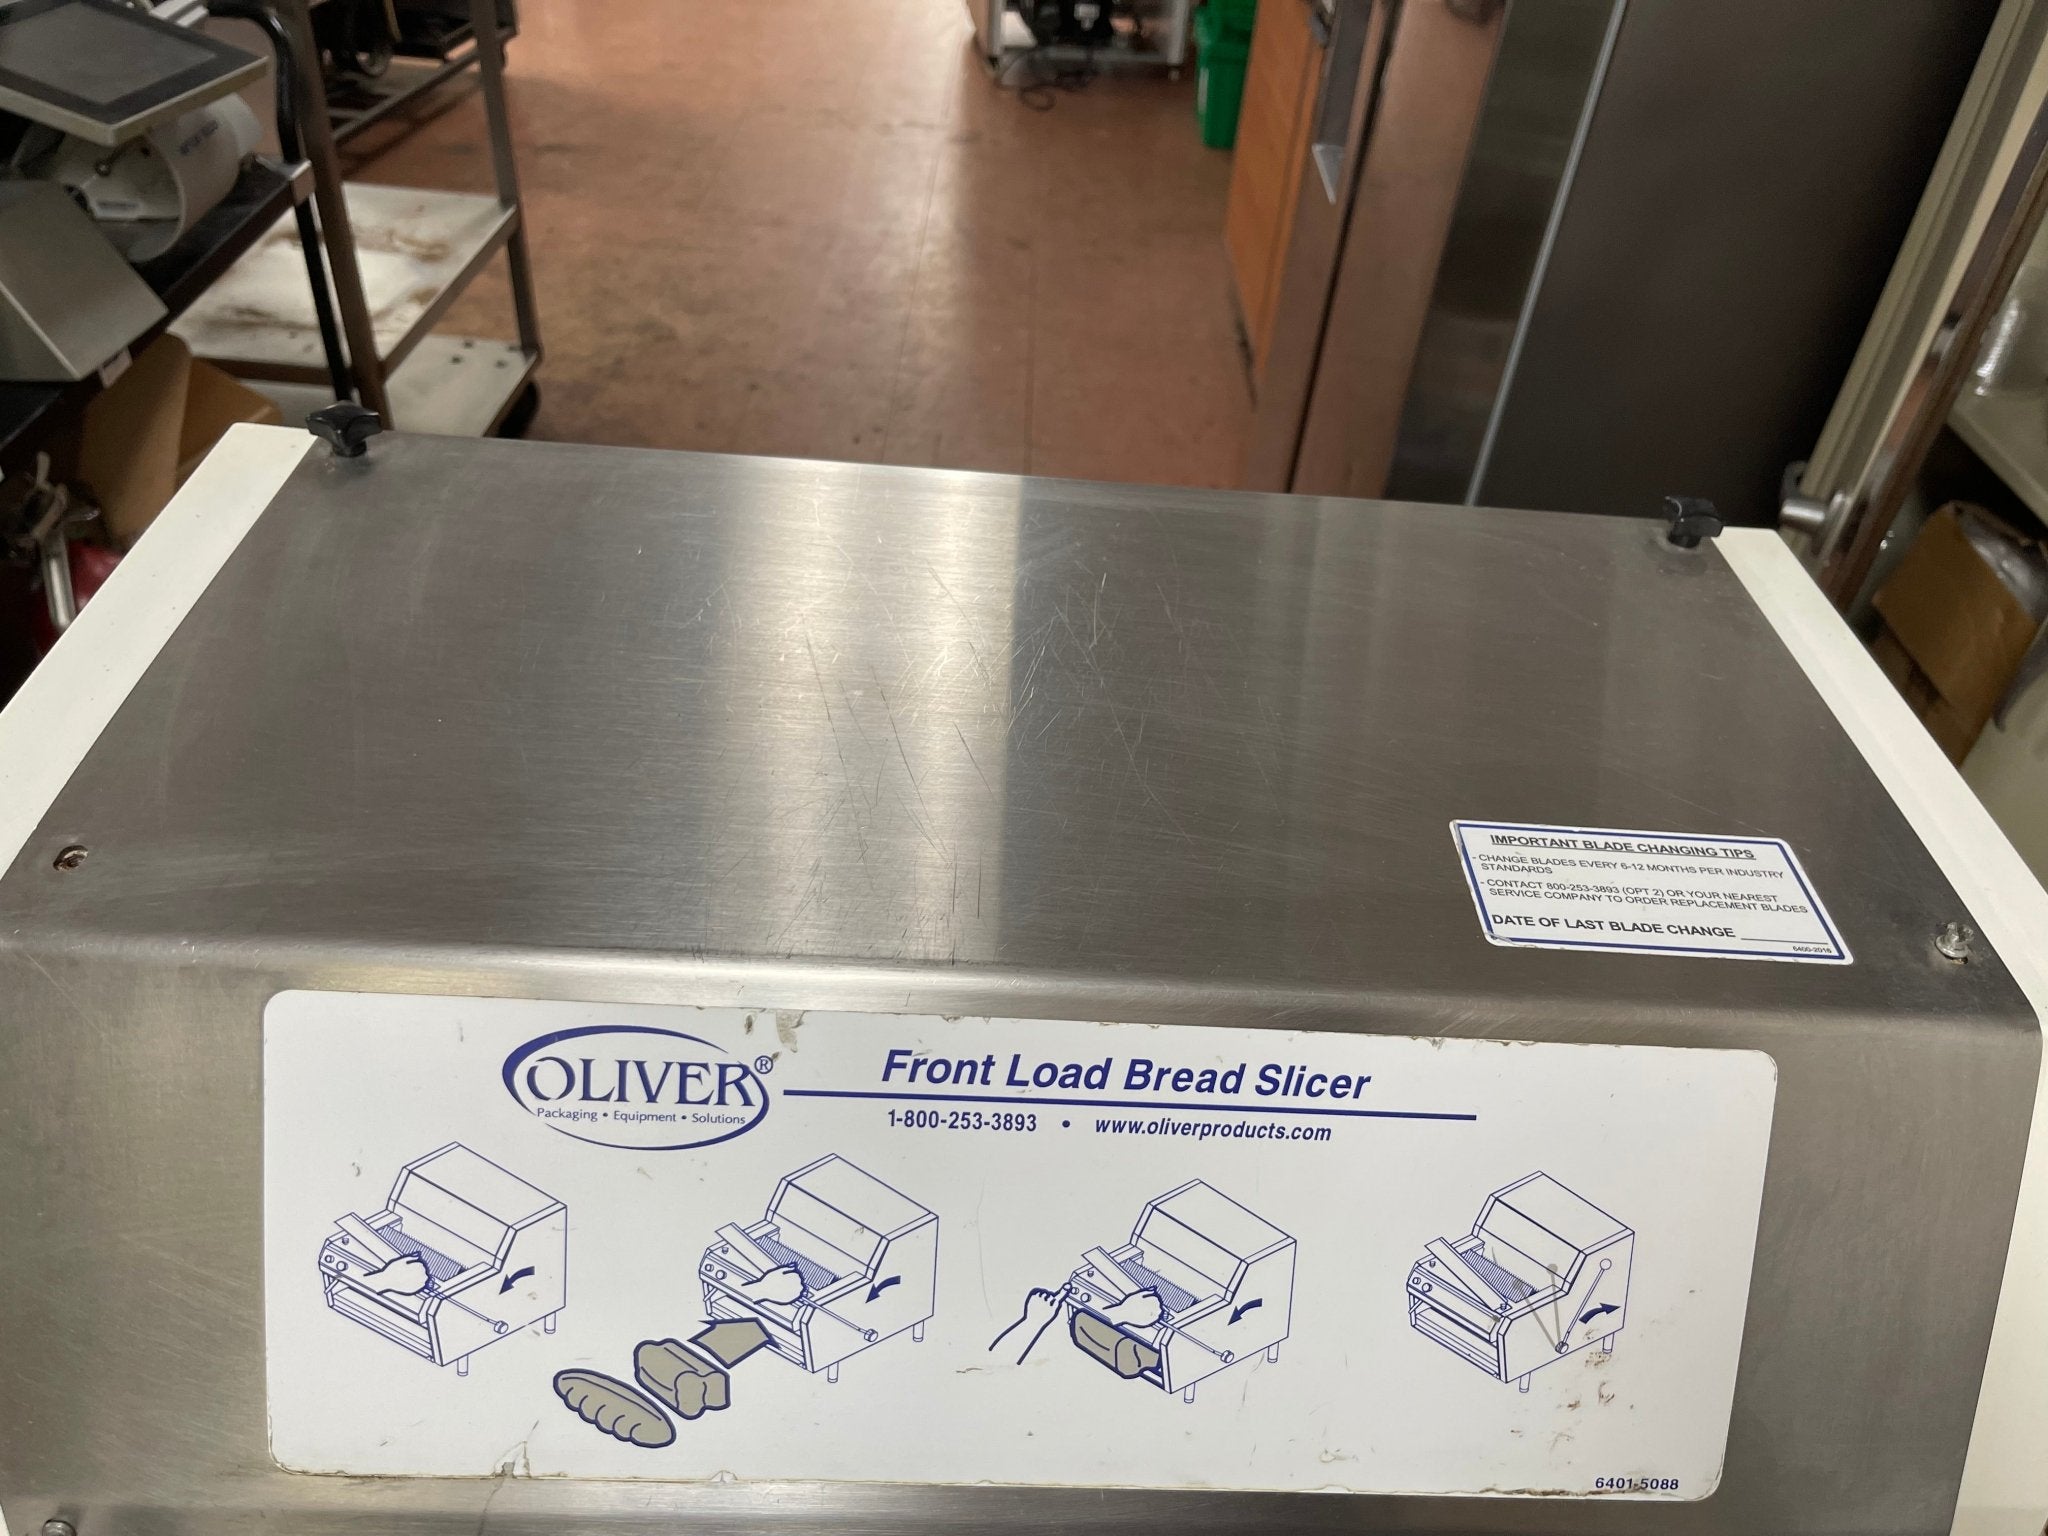 IMPORTANT BLADE CHANGING TIPS
- CHANGE BLADES EVERY 6-12 MONTHS PER INDUSTRY
STANDARDS
- CONTACT 800-253-3893 (OPT 2) OR YOUR NEAREST
SERVICE COMPANY TO ORDER REPLACEMENT BLADES
DATE OF LAST BLADE CHANGE
6400-2016
OLIVER®
Packaging • Equipment • Solutions
Front Load Bread Slicer
1-800-253-3893 • www.oliverproducts.com
6401-5088